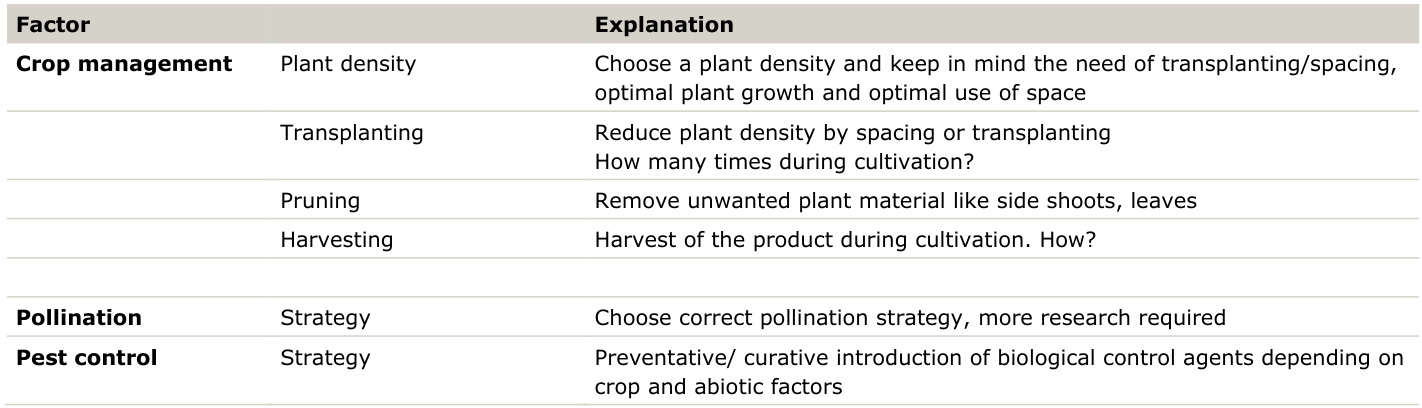 Factor Explanation
Crop management Plant density Choose a plant density and keep in mind the need of transplanting/spacing,
optimal plant growth and optimal use of space
Transplanting Reduce plant density by spacing or transplanting
How many times during cultivation?
Pruning Remove unwanted plant material like side shoots, leaves
Harvesting Harvest of the product during cultivation. How?
Pollination Strategy Choose correct pollination strategy, more research required
Pest control Strategy Preventative/ curative introduction of biological control agents depending on
crop and abiotic factors